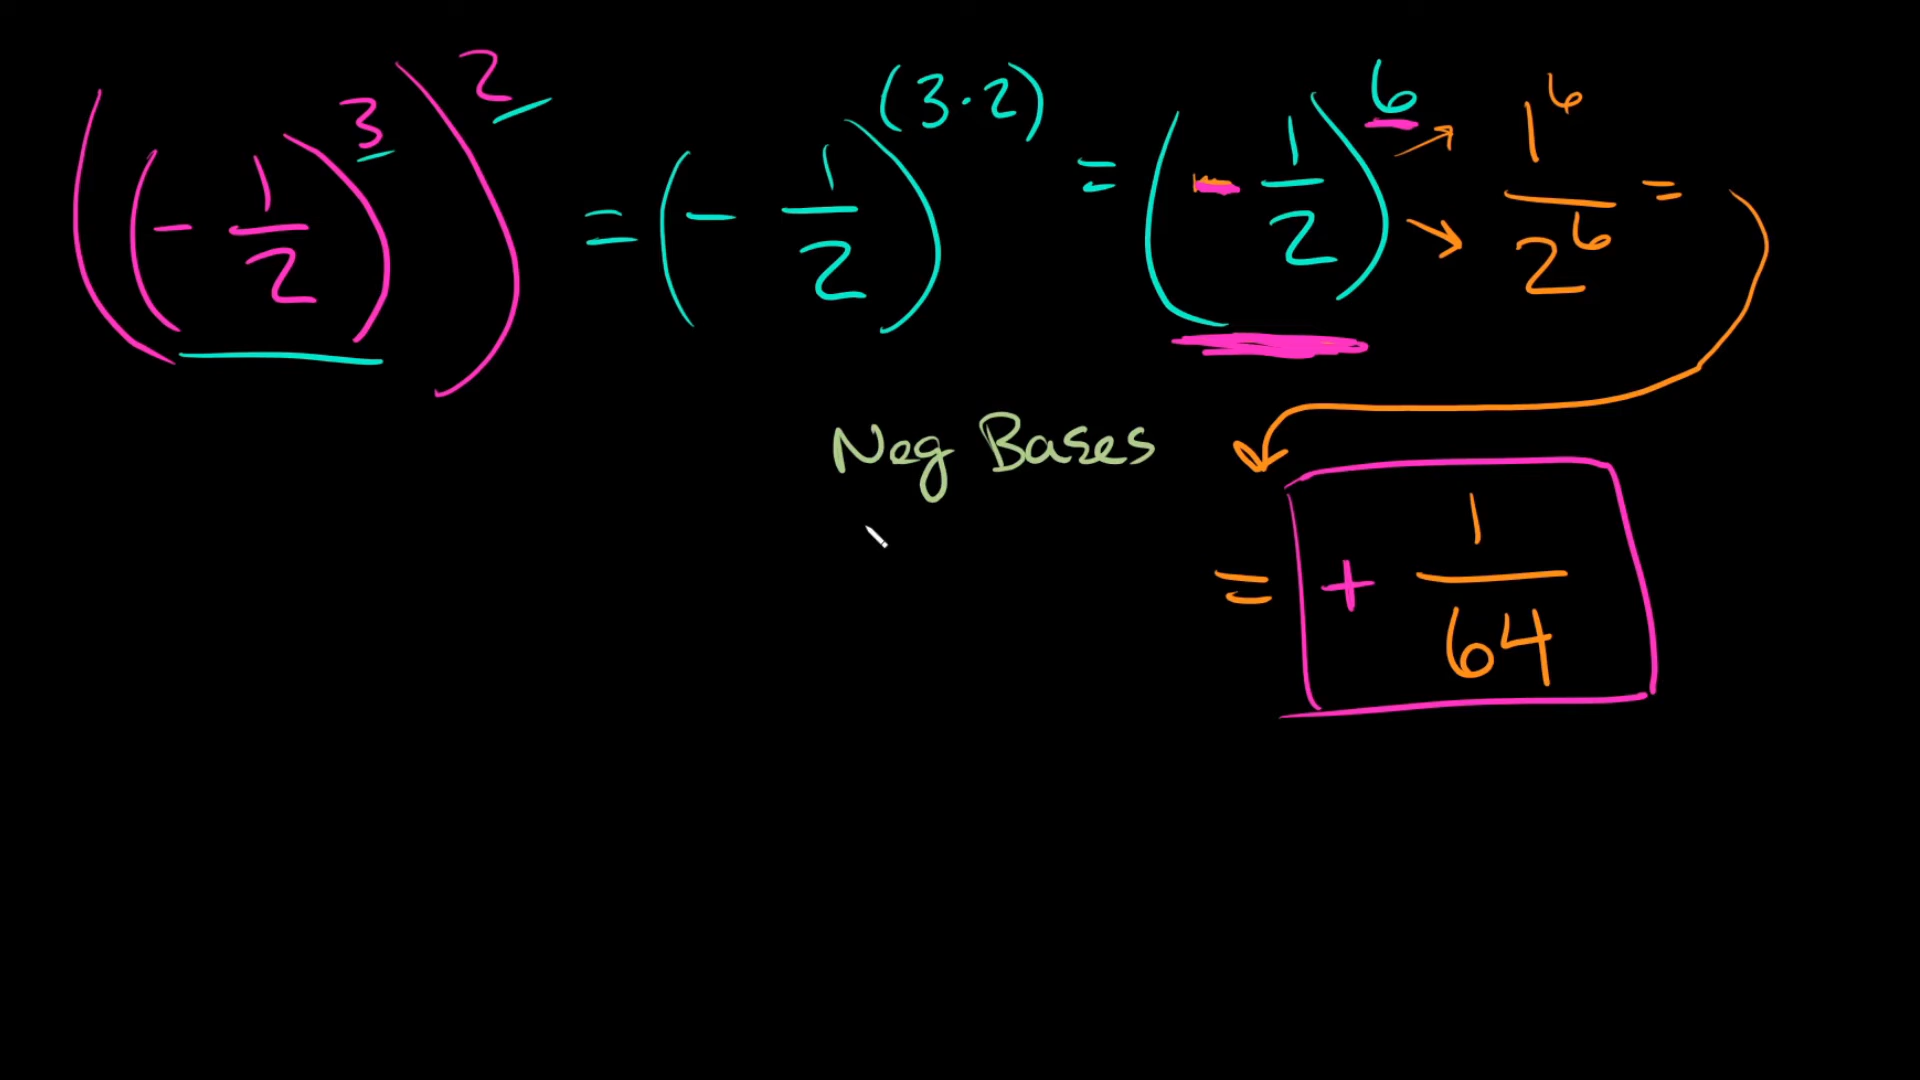 ((- 1/2)^3)^2 = (- 1/2)^(3·2) = (- 1/2)^6 → 1^6/2^6 =
Neg Bases
= + 1/64